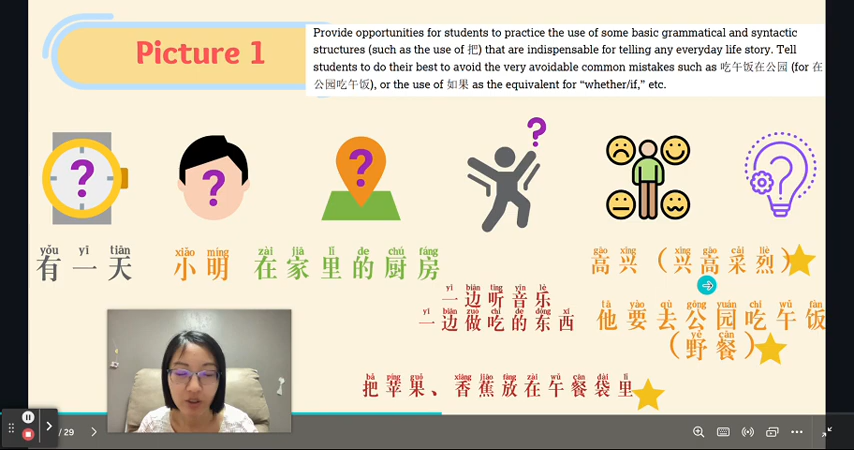 Picture 1
Provide opportunities for students to practice the use of some basic grammatical and syntactic
structures (such as the use of 把) that are indispensable for telling any everyday life story. Tell
students to do their best to avoid the very avoidable common mistakes such as 吃午饭在公园 (for 在
公园吃午饭), or the use of 如果 as the equivalent for “whether/if,” etc.
?
?
?
?
?
yǒu yī tiān
有一天
xiǎo míng
小明
zài jiā lǐ de chú fáng
在家里的厨房
yì biān tīng yīn lè
一边听音乐
yì biān zuò chī de dōng xī
一边做吃的东西
bǎ píng guǒ xiāng jiāo fàng zài wǔ cān dài lǐ
把苹果、香蕉放在午餐袋里
gāo xìng xìng gāo cǎi liè
高兴（兴高采烈）
tā yào qù gōng yuán chī wǔ fàn
他要去公园吃午饭
yě cān
（野餐）
/ 29